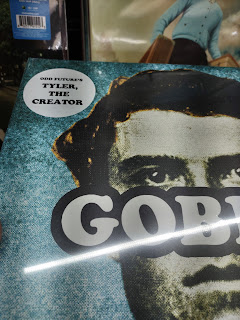 ODD FUTURE'S
TYLER,
THE
CREATOR
GOB